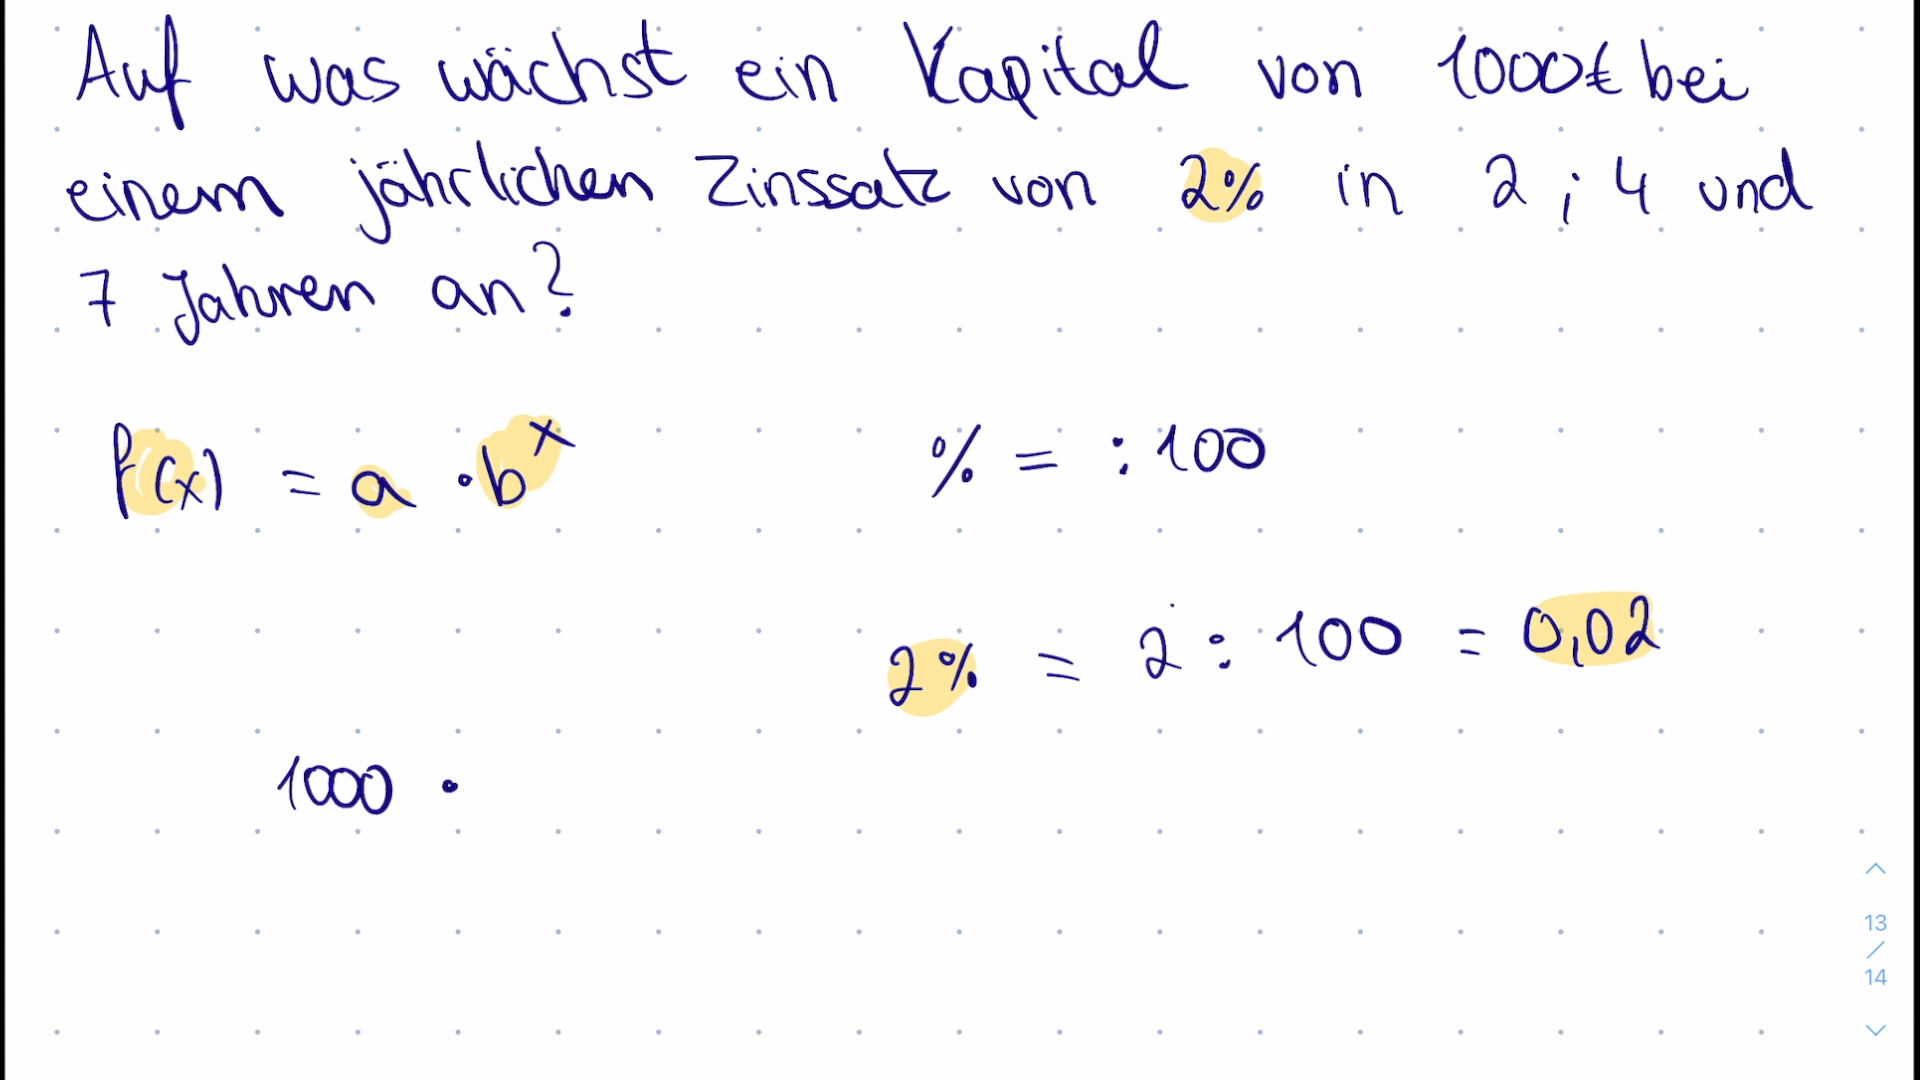 Auf was wächst ein Kapital von 1000€ bei
einem jährlichen Zinssatz von 2% in 2 ; 4 und
7 Jahren an?
f(x) = a · b^x
% = : 100
2% = 2 : 100 = 0,02
1000 ·
13
/
14